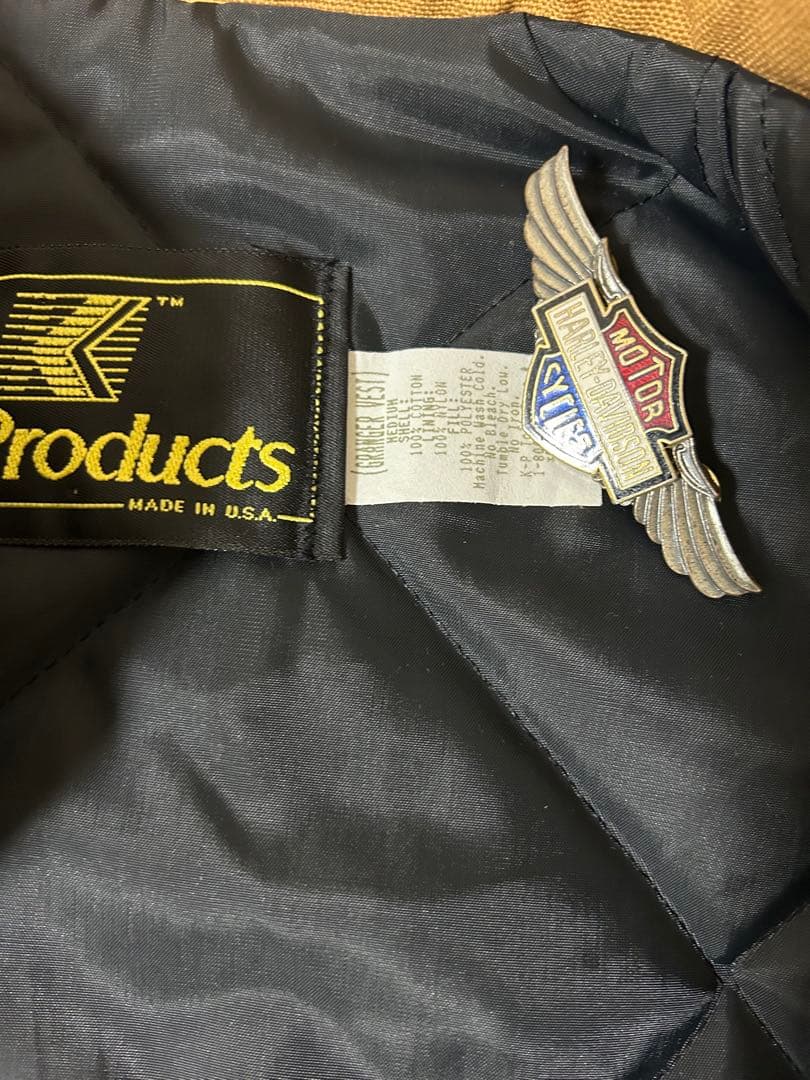 ™
Products
MADE IN U.S.A.
(GRANGER VEST)
MEDIUM
SHELL:
100% COTTON
LINING:
100% NYLON
FILL:
100% POLYESTER
Machine Wash Cold.
No Bleach.
Tumble Dry Low.
No Iron
MOTOR
HARLEY-DAVIDSON
CYCLES